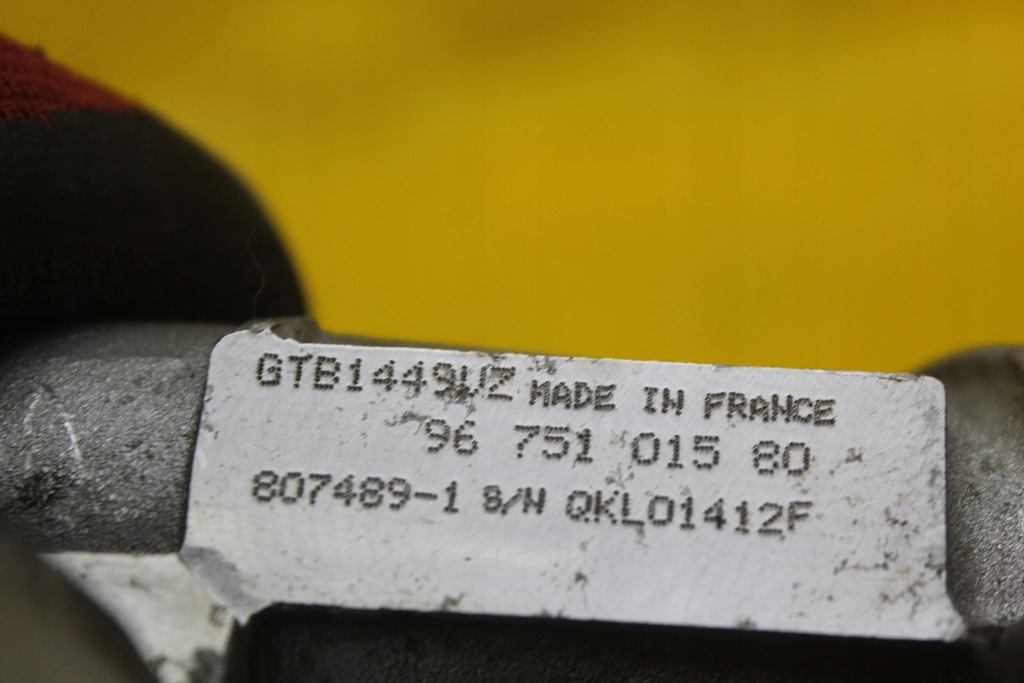 GTB1449VZ MADE IN FRANCE
96 751 015 80
807489-1 S/N QKL01412F